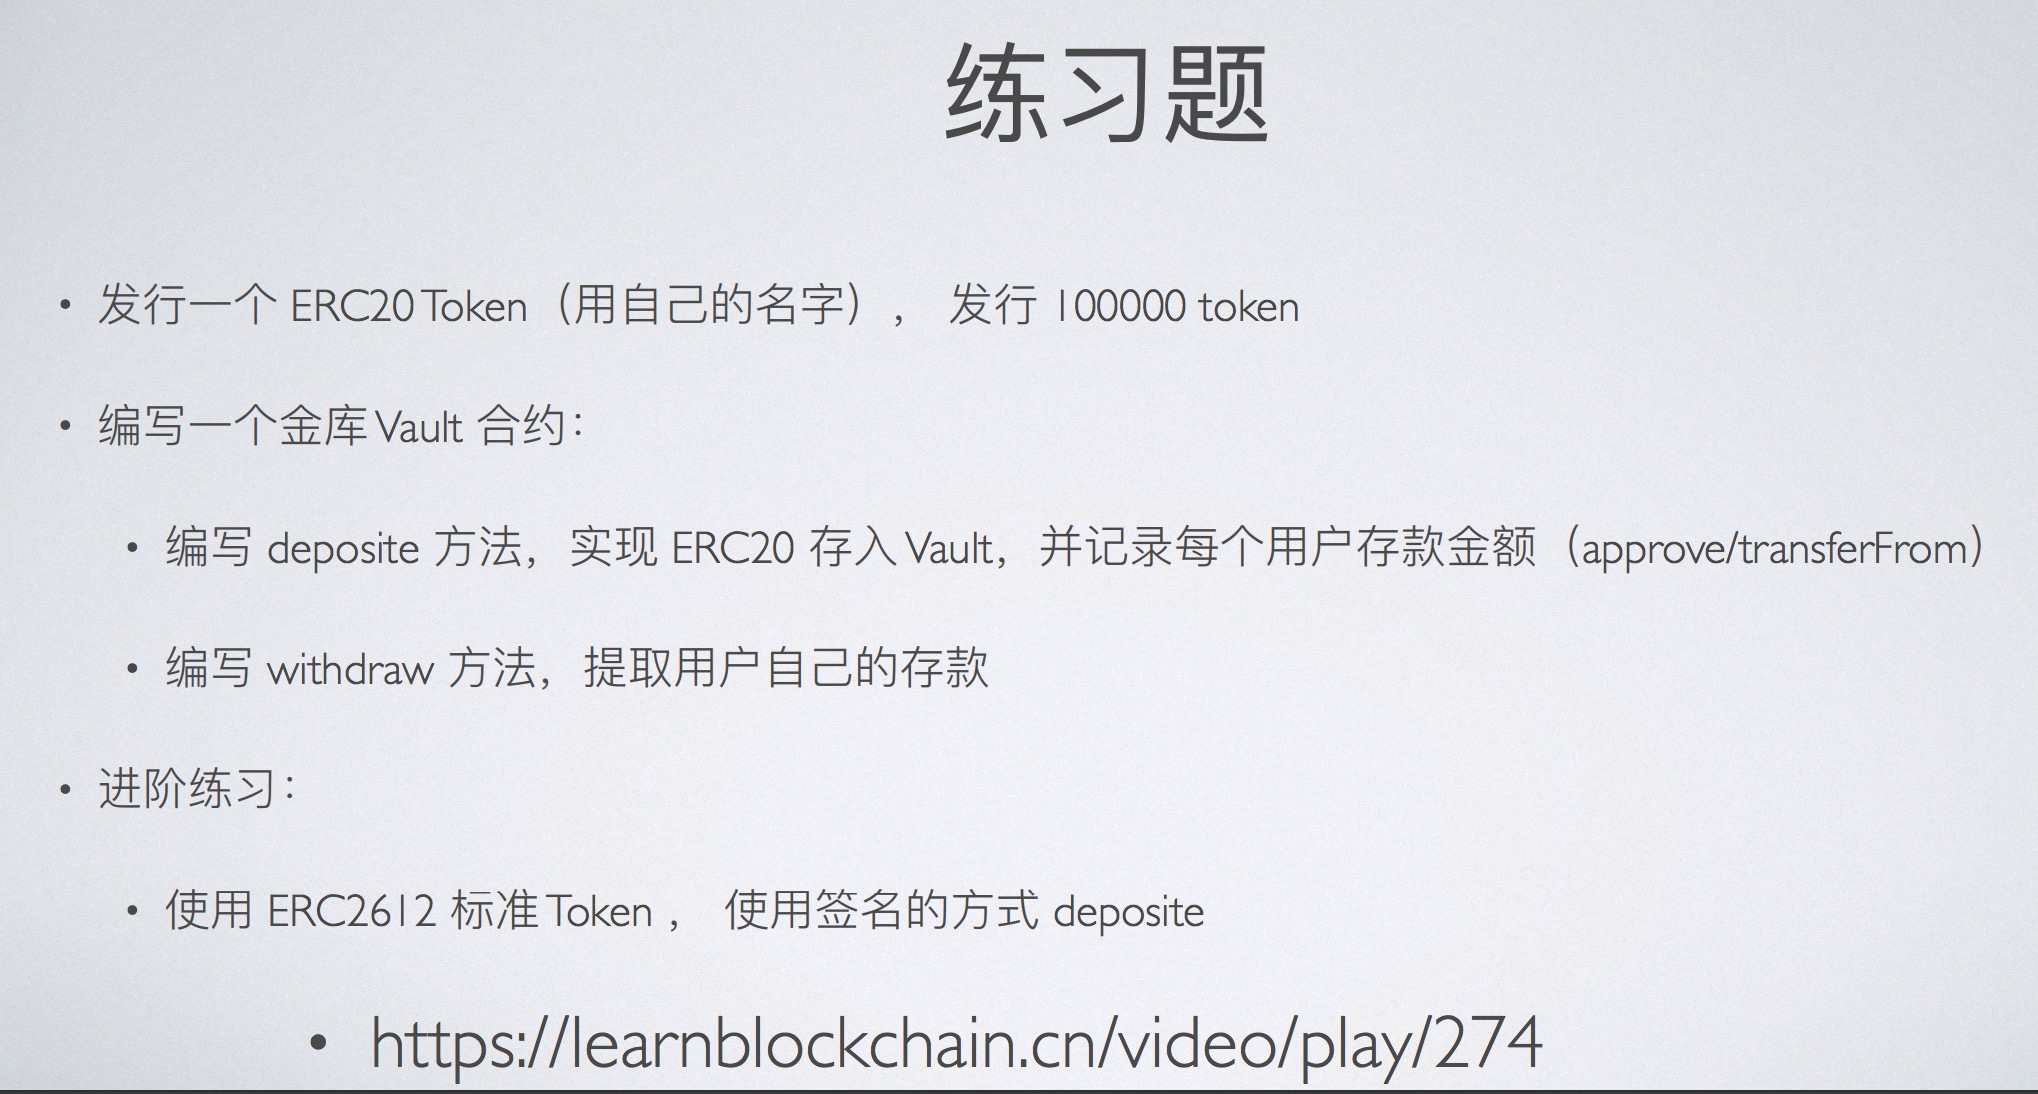 练习题
• 发行一个 ERC20 Token（用自己的名字）， 发行 100000 token
• 编写一个金库 Vault 合约：
• 编写 deposite 方法，实现 ERC20 存入 Vault，并记录每个用户存款金额（approve/transferFrom）
• 编写 withdraw 方法，提取用户自己的存款
• 进阶练习：
• 使用 ERC2612 标准 Token ， 使用签名的方式 deposite
• https://learnblockchain.cn/video/play/274